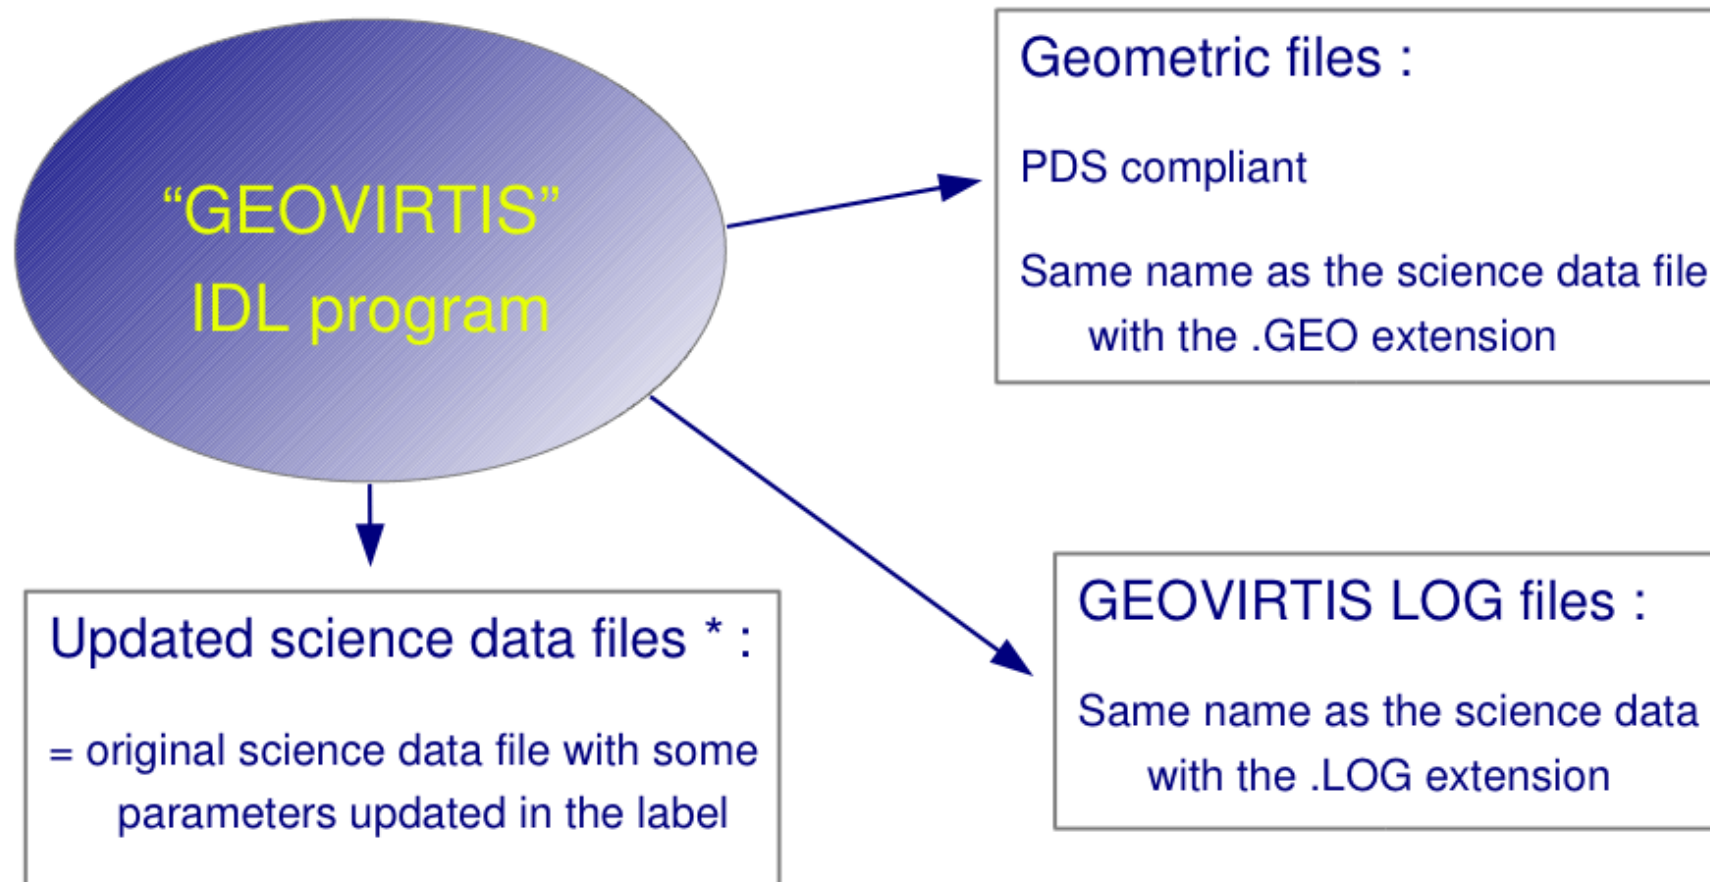 “GEOVIRTIS”
IDL program
Geometric files :
PDS compliant
Same name as the science data file
with the .GEO extension
Updated science data files * :
= original science data file with some
parameters updated in the label
GEOVIRTIS LOG files :
Same name as the science data
with the .LOG extension